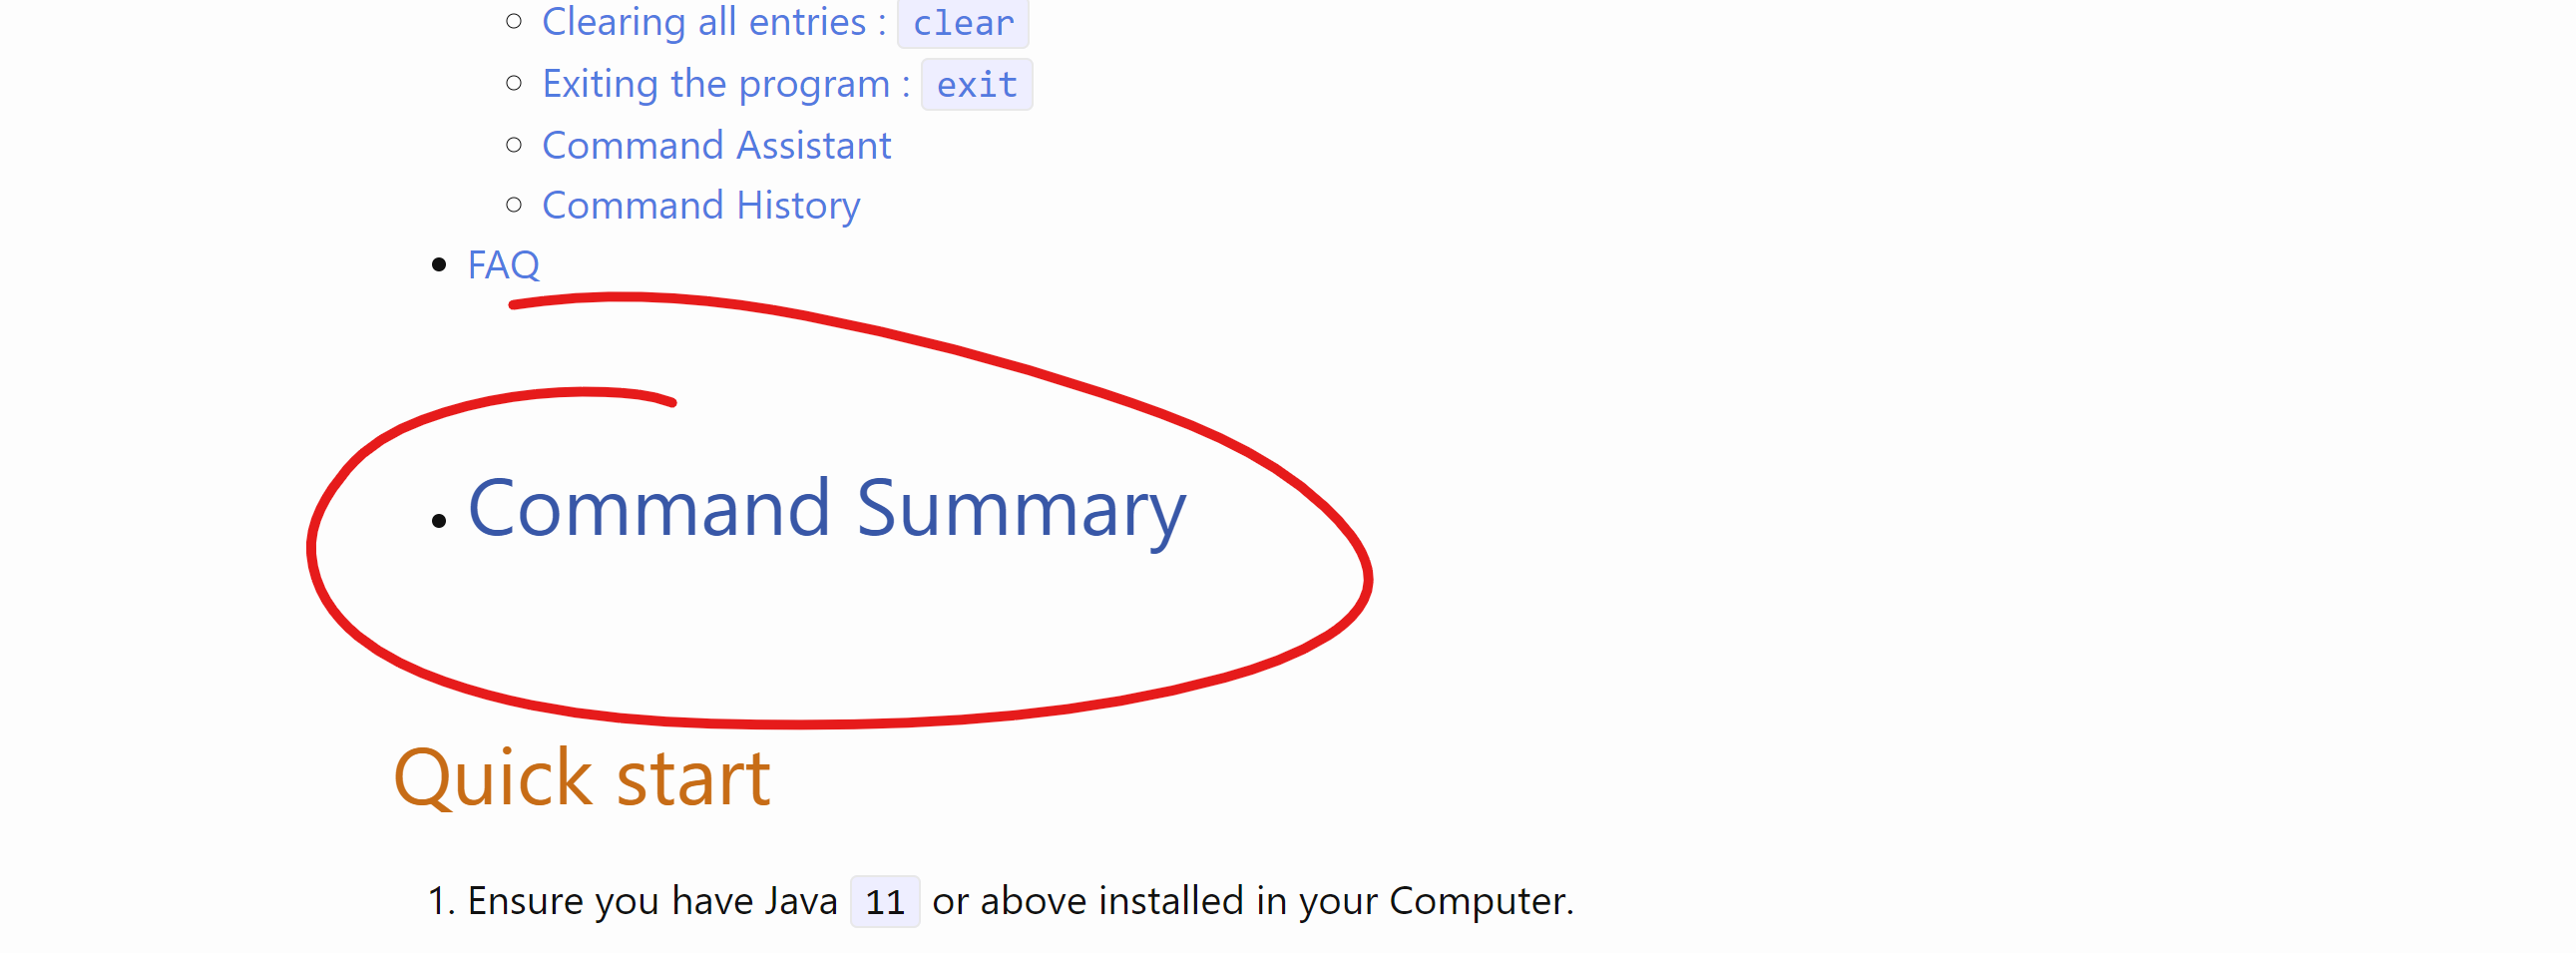 Clearing all entries : clear
Exiting the program : exit
Command Assistant
Command History
FAQ
Command Summary
Quick start
1. Ensure you have Java 11 or above installed in your Computer.